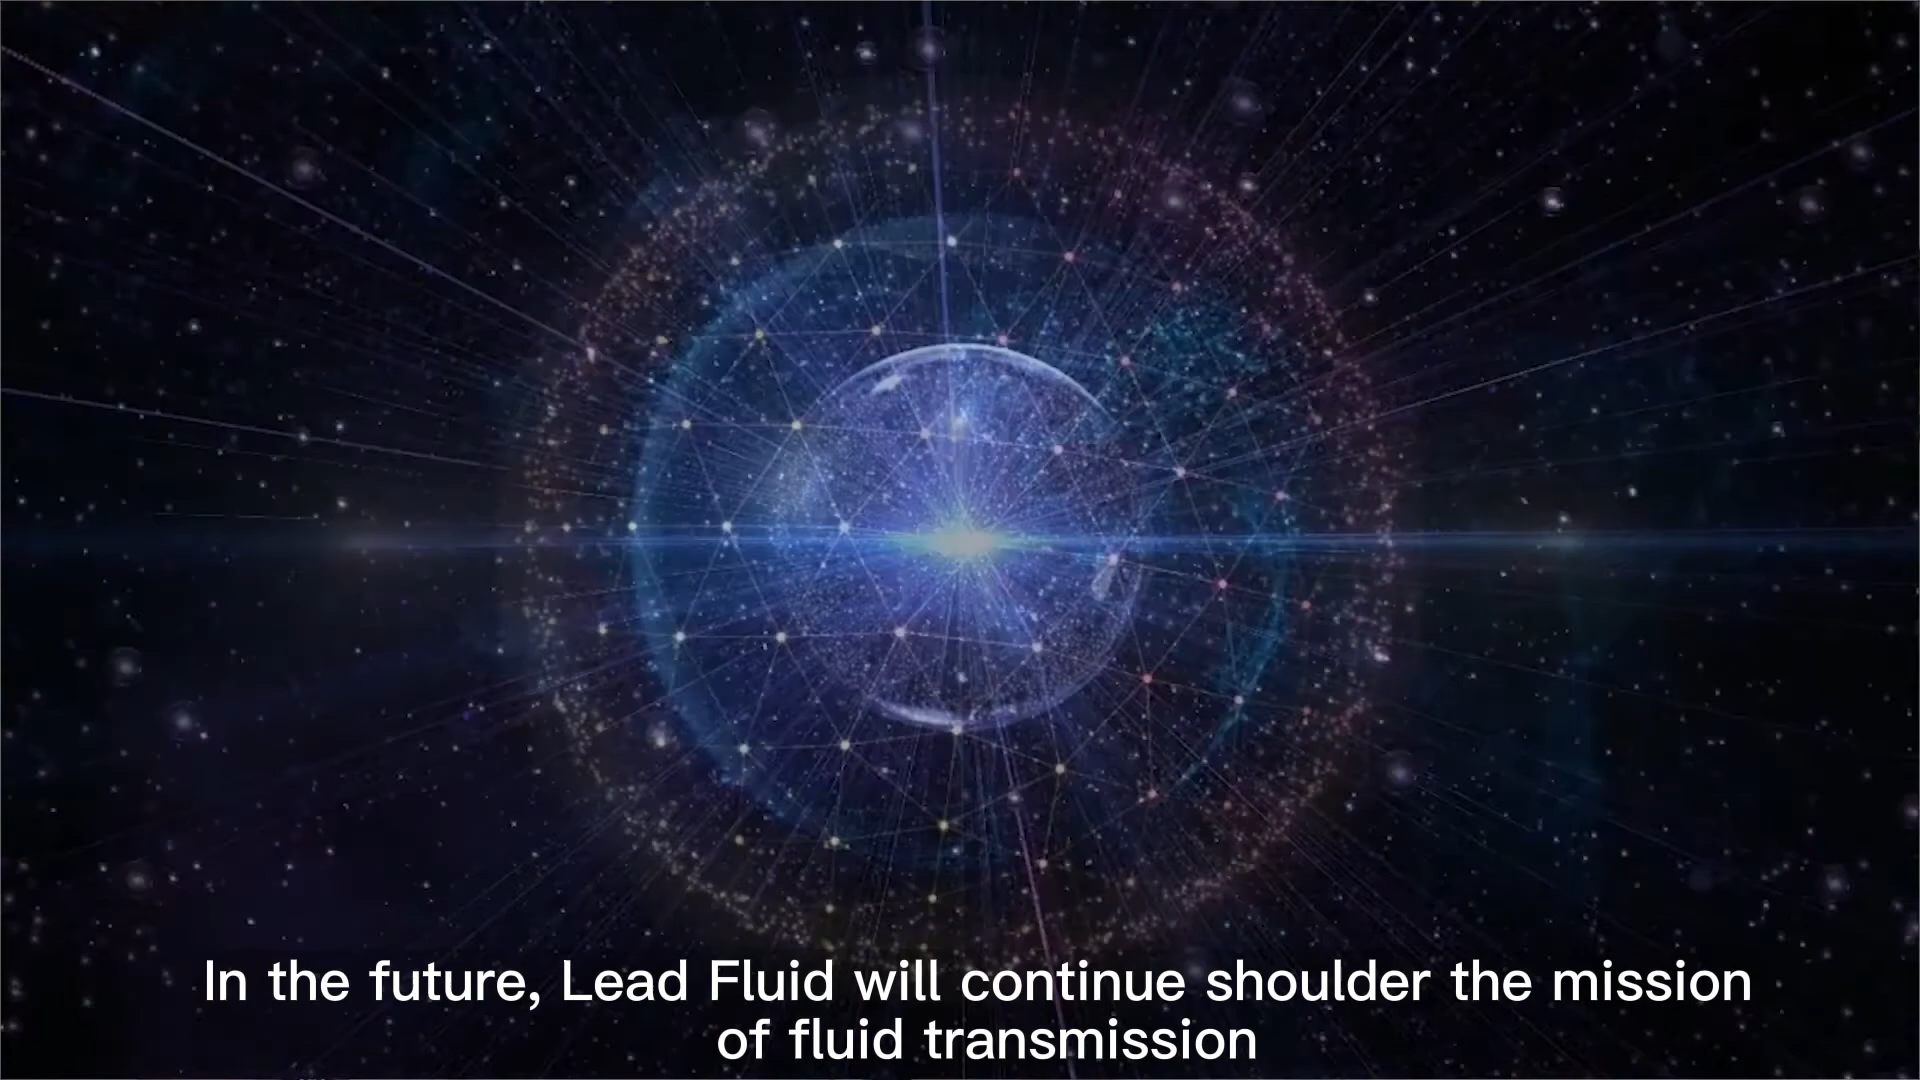 In the future, Lead Fluid will continue shoulder the mission
of fluid transmission